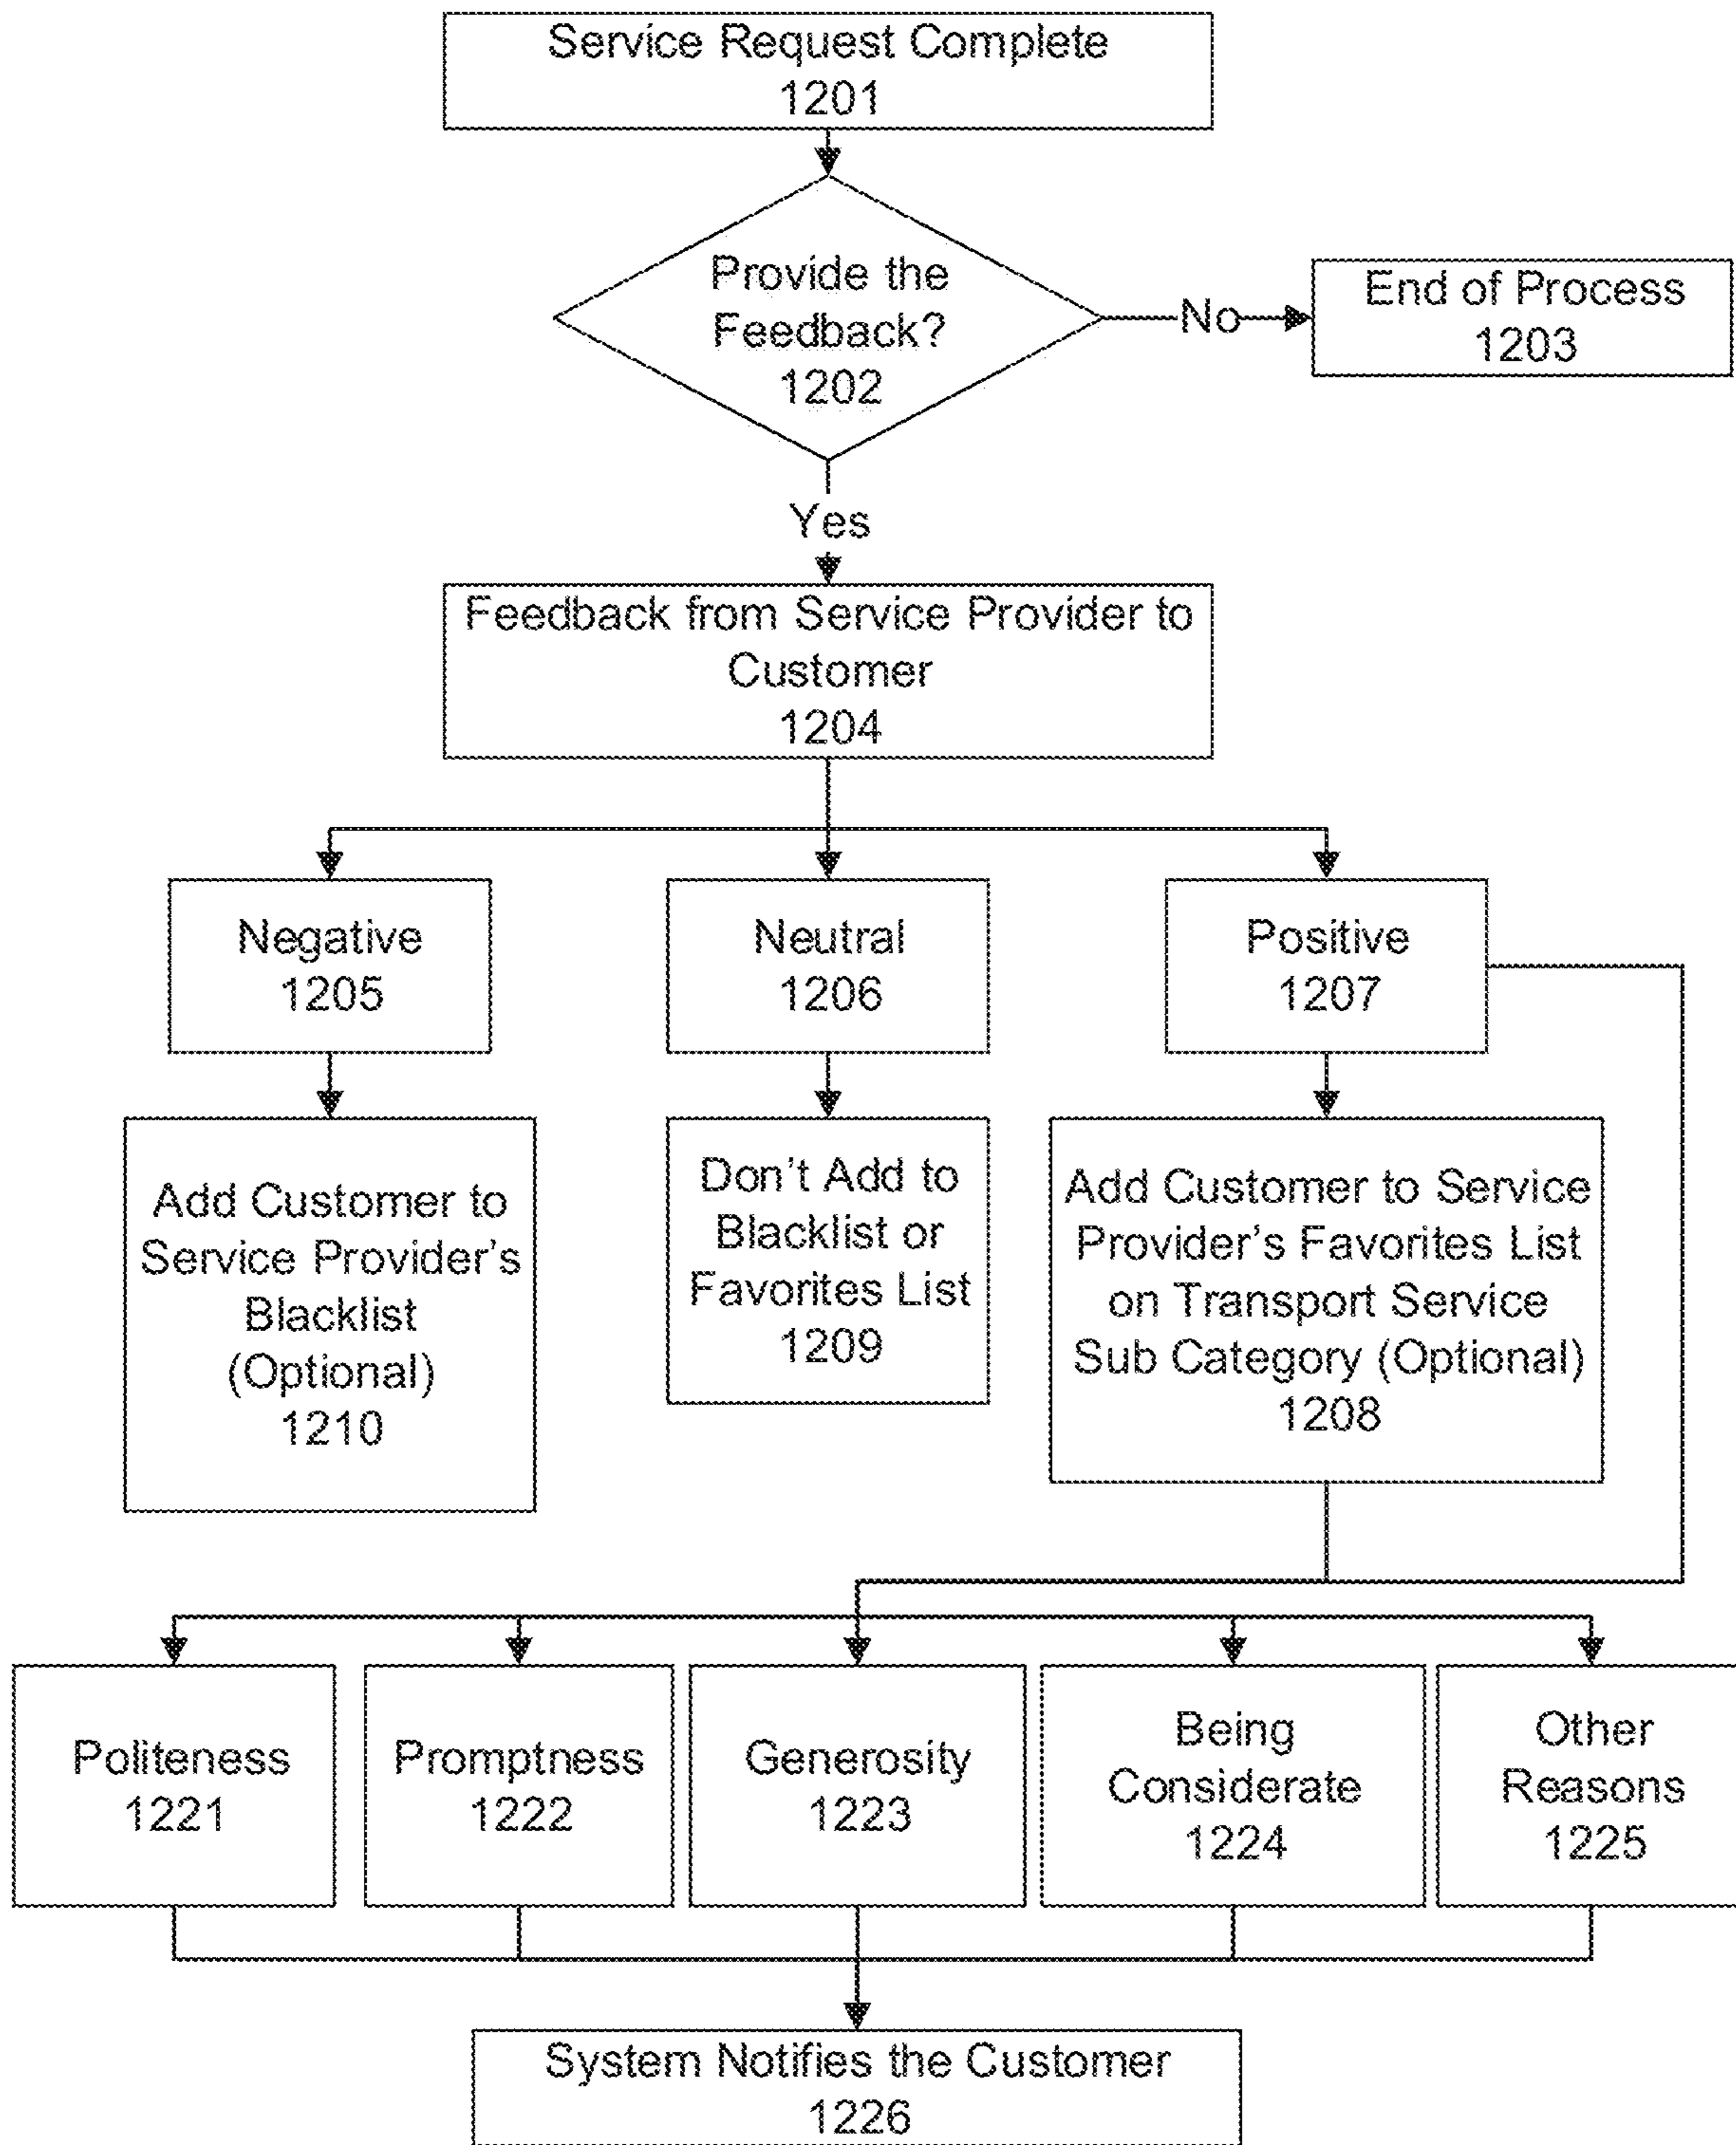 Service Request Complete
1201
Provide the
Feedback?
1202
No
End of Process
1203
Yes
Feedback from Service Provider to
Customer
1204
Negative
1205
Neutral
1206
Positive
1207
Add Customer to
Service Provider's
Blacklist
(Optional)
1210
Don't Add to
Blacklist or
Favorites List
1209
Add Customer to Service
Provider's Favorites List
on Transport Service
Sub Category (Optional)
1208
Politeness
1221
Promptness
1222
Generosity
1223
Being
Considerate
1224
Other
Reasons
1225
System Notifies the Customer
1226